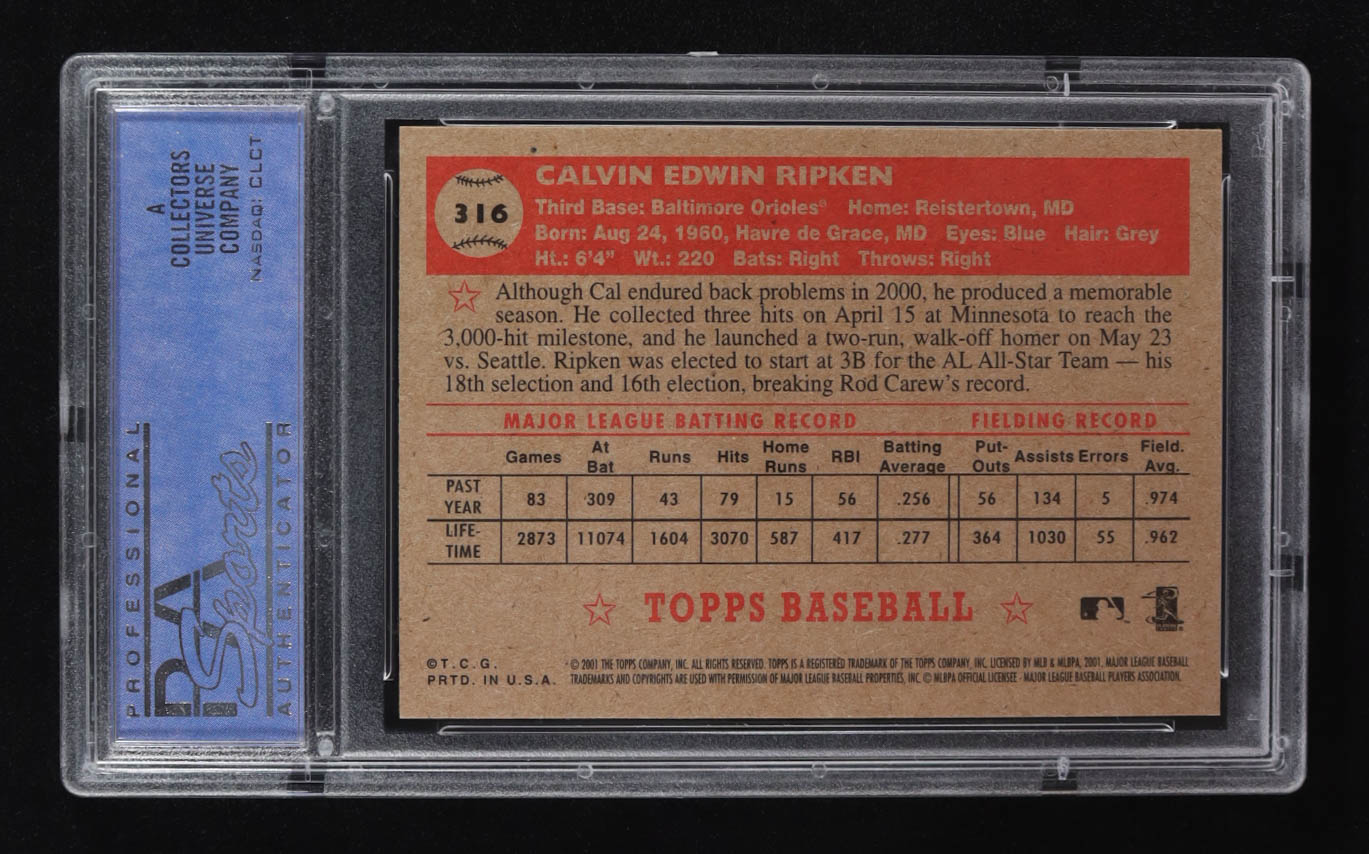 A
COLLECTORS
UNIVERSE
COMPANY
NASDAQ: CLCT
PROFESSIONAL
PSA
Sports
AUTHENTICATOR
316
CALVIN EDWIN RIPKEN
Third Base: Baltimore Orioles® Home: Reistertown, MD
Born: Aug 24, 1960, Havre de Grace, MD Eyes: Blue Hair: Grey
Ht.: 6'4" Wt.: 220 Bats: Right Throws: Right
Although Cal endured back problems in 2000, he produced a memorable
season. He collected three hits on April 15 at Minnesota to reach the
3,000-hit milestone, and he launched a two-run, walk-off homer on May 23
vs. Seattle. Ripken was elected to start at 3B for the AL All-Star Team — his
18th selection and 16th election, breaking Rod Carew's record.
MAJOR LEAGUE BATTING RECORD FIELDING RECORD
Games At Bat Runs Hits Home Runs RBI Batting Average Put-Outs Assists Errors Field. Avg.
PAST YEAR 83 309 43 79 15 56 .256 56 134 5 .974
LIFE-TIME 2873 11074 1604 3070 587 417 .277 364 1030 55 .962
TOPPS BASEBALL
©T.C.G.
PRTD. IN U.S.A.
© 2001 THE TOPPS COMPANY, INC. ALL RIGHTS RESERVED. TOPPS IS A REGISTERED TRADEMARK OF THE TOPPS COMPANY, INC. LICENSED BY MLB & MLBPA, 2001. MAJOR LEAGUE BASEBALL
TRADEMARKS AND COPYRIGHTS ARE USED WITH PERMISSION OF MAJOR LEAGUE BASEBALL PROPERTIES, INC. © MLBPA OFFICIAL LICENSEE - MAJOR LEAGUE BASEBALL PLAYERS ASSOCIATION.